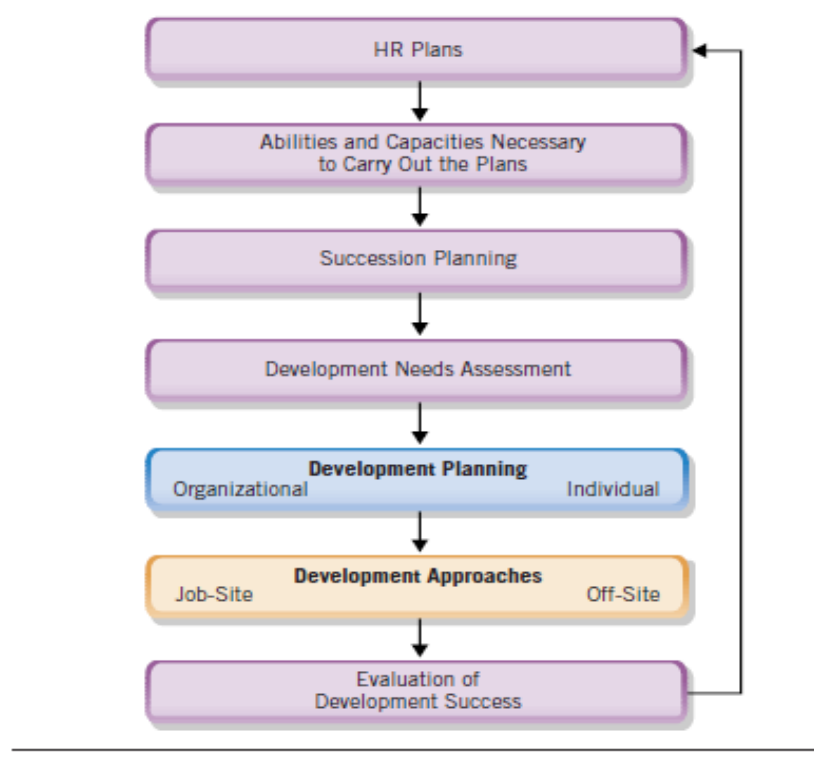 HR Plans
Abilities and Capacities Necessary
to Carry Out the Plans
Succession Planning
Development Needs Assessment
Development Planning
Organizational Individual
Development Approaches
Job-Site Off-Site
Evaluation of
Development Success